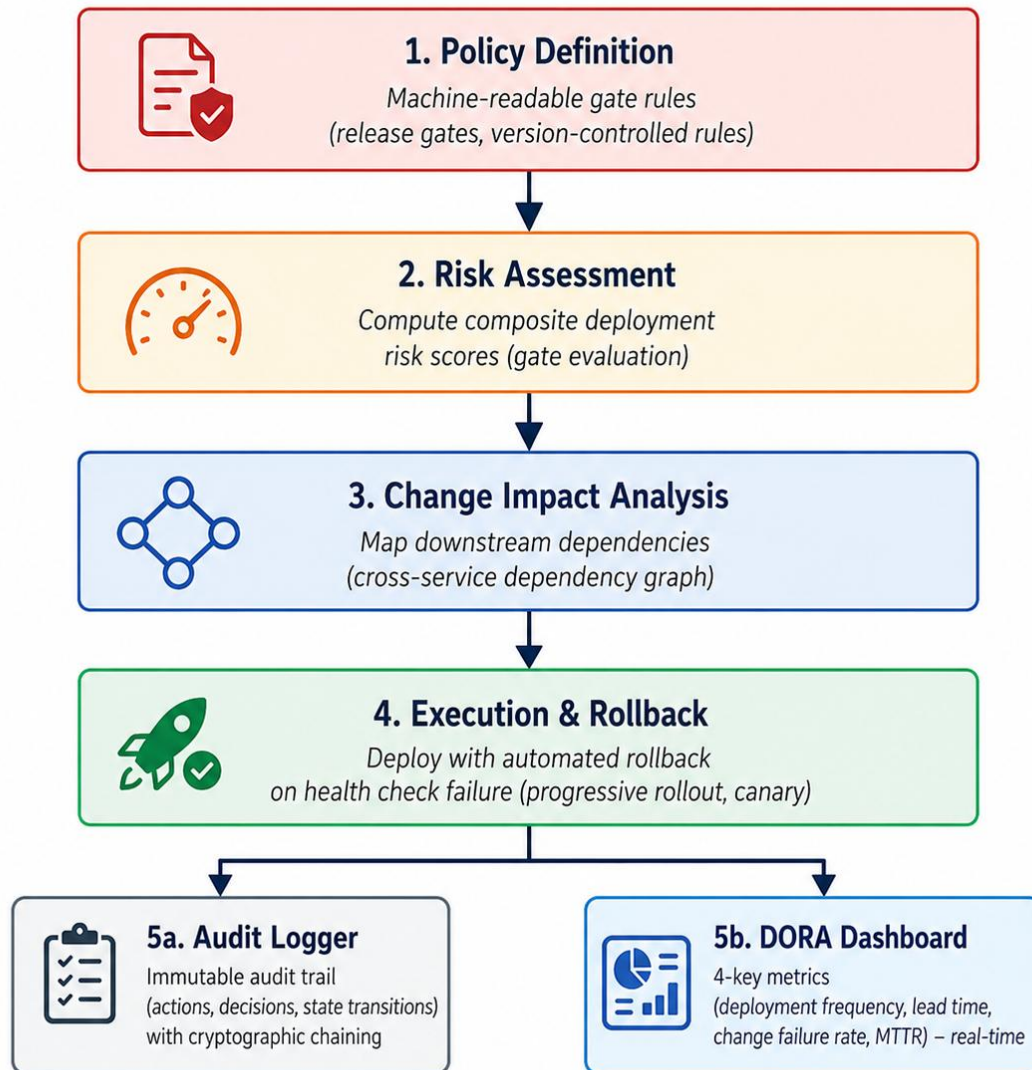 1. Policy Definition
Machine-readable gate rules
(release gates, version-controlled rules)
2. Risk Assessment
Compute composite deployment
risk scores (gate evaluation)
3. Change Impact Analysis
Map downstream dependencies
(cross-service dependency graph)
4. Execution & Rollback
Deploy with automated rollback
on health check failure (progressive rollout, canary)
5a. Audit Logger
Immutable audit trail
(actions, decisions, state transitions)
with cryptographic chaining
5b. DORA Dashboard
4-key metrics
(deployment frequency, lead time,
change failure rate, MTTR) – real-time